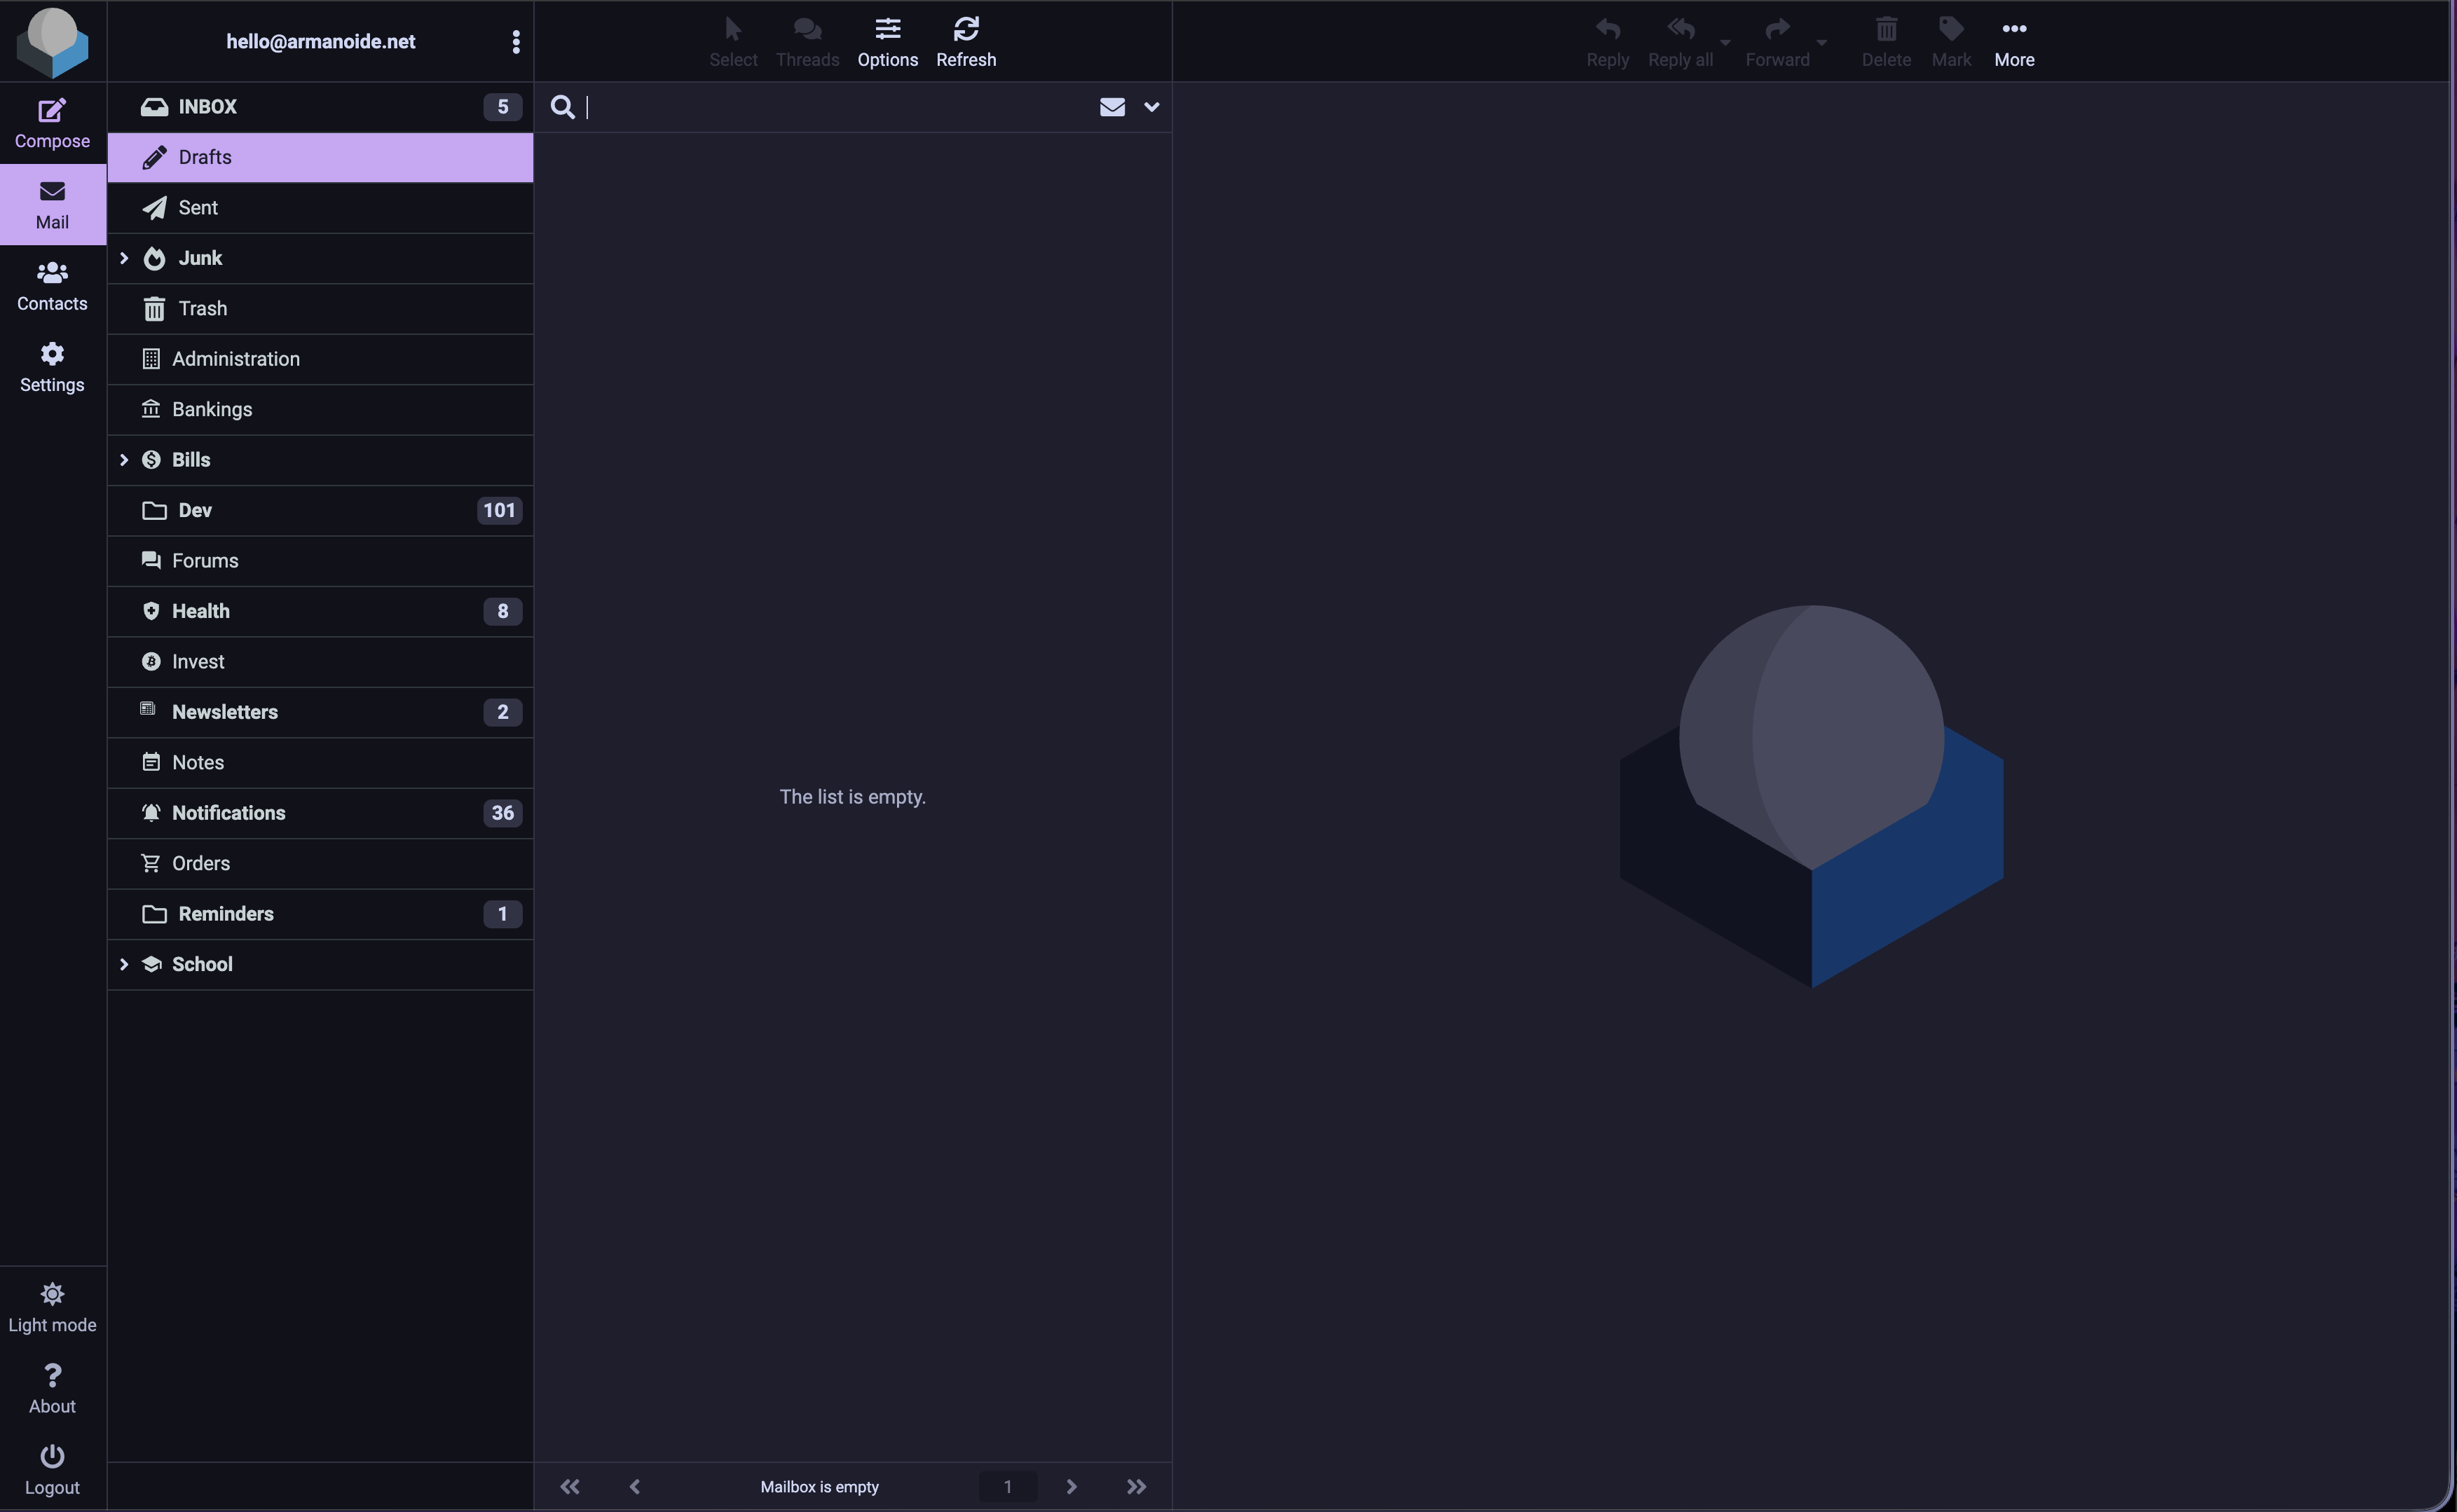 hello@armanoide.net
Select Threads Options Refresh
Reply Reply all Forward Delete Mark More
Compose
Mail
Contacts
Settings
INBOX 5
Drafts
Sent
Junk
Trash
Administration
Bankings
Bills
Dev 101
Forums
Health 8
Invest
Newsletters 2
Notes
Notifications 36
Orders
Reminders 1
School
The list is empty.
Light mode
About
Logout
Mailbox is empty 1